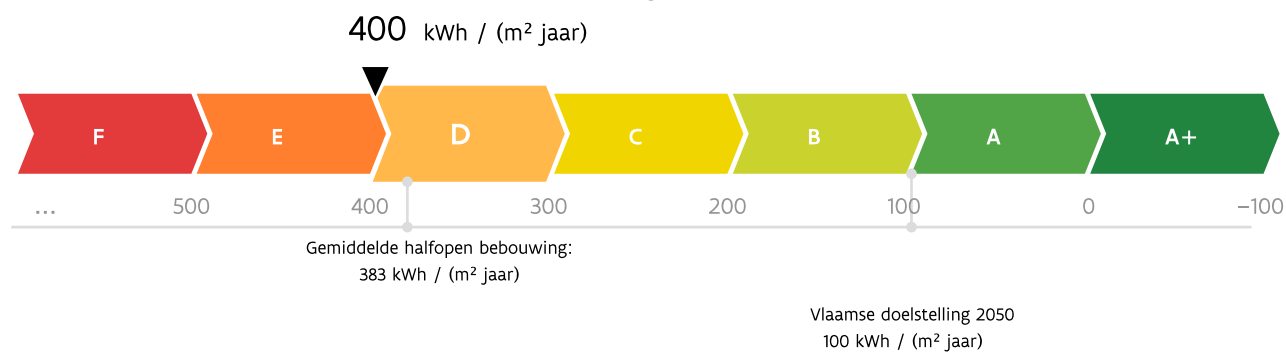 400 kWh / (m² jaar)
F E D C B A A+
... 500 400 300 200 100 0 −100
Gemiddelde halfopen bebouwing:
383 kWh / (m² jaar)
Vlaamse doelstelling 2050
100 kWh / (m² jaar)